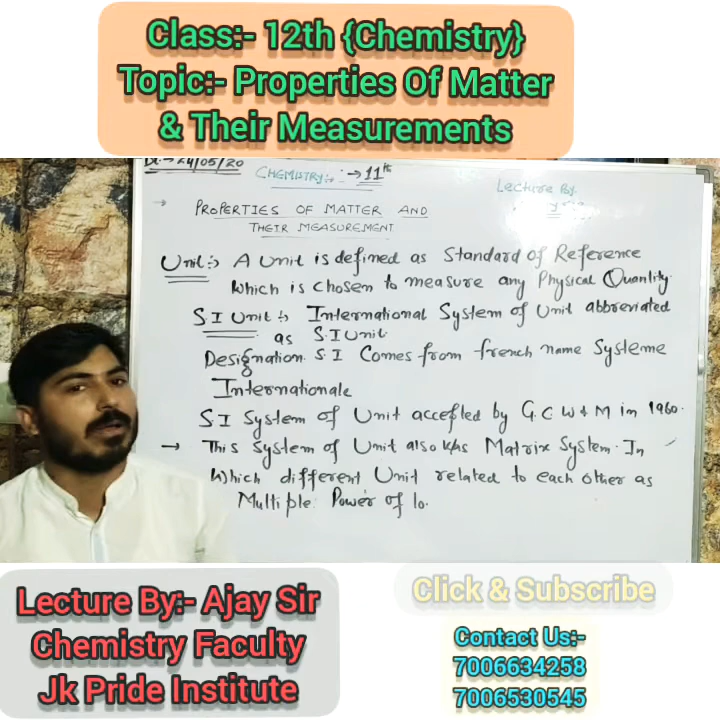 Class:- 12th {Chemistry}
Topic:- Properties Of Matter
& Their Measurements
Dt:→24/05/20
CHEMISTRY:→11th
Lecture By
→ PROPERTIES OF MATTER AND
THEIR MEASUREMENT
Unit:→ A Unit is defined as Standard of Reference
Which is chosen to measure any Physical Quantity.
S.I Unit:→ International System of Unit abbreviated
as S.I Unit
Designation S.I Comes from french name Systeme
Internationale
S I System of Unit accepted by G.C W & M in 1960.
→ This System of Unit also k/as Matrix System. In
Which different Unit related to each other as
Multiple Power of 10.
Lecture By:- Ajay Sir
Chemistry Faculty
Jk Pride Institute
Click & Subscribe
Contact Us:-
7006634258
7006530545